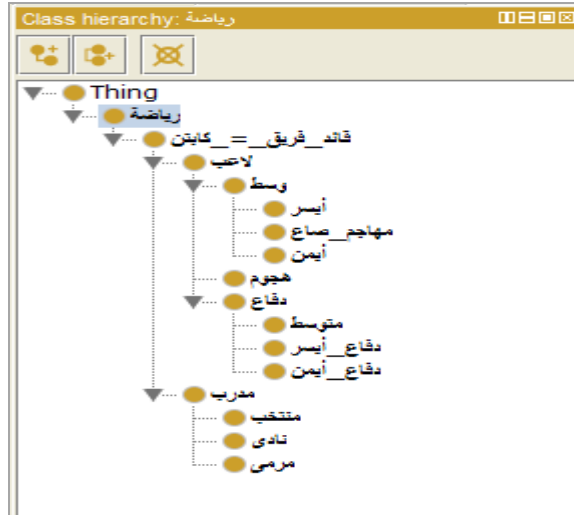 Class hierarchy: رياضة
Thing
رياضة
قائد_فريق_=_كابتن
لاعب
وسط
أيسر
مهاجم_صاع
أيمن
هجوم
دفاع
متوسط
دفاع_أيسر
دفاع_أيمن
مدرب
منتخب
نادى
مرمى